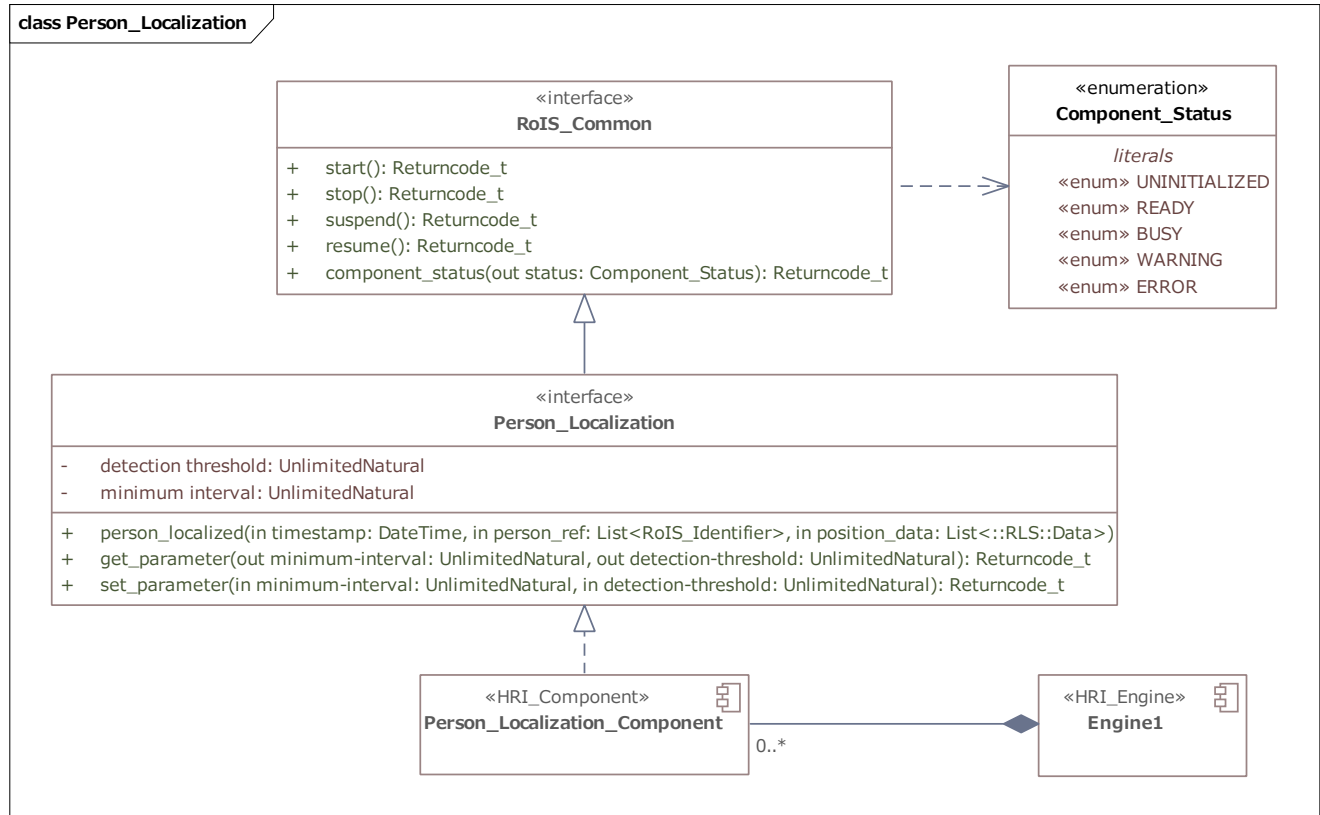 class Person_Localization
«interface»
RoIS_Common
+ start(): Returncode_t
+ stop(): Returncode_t
+ suspend(): Returncode_t
+ resume(): Returncode_t
+ component_status(out status: Component_Status): Returncode_t
«enumeration»
Component_Status
literals
«enum» UNINITIALIZED
«enum» READY
«enum» BUSY
«enum» WARNING
«enum» ERROR
«interface»
Person_Localization
- detection threshold: UnlimitedNatural
- minimum interval: UnlimitedNatural
+ person_localized(in timestamp: DateTime, in person_ref: List<RoIS_Identifier>, in position_data: List<::RLS::Data>)
+ get_parameter(out minimum-interval: UnlimitedNatural, out detection-threshold: UnlimitedNatural): Returncode_t
+ set_parameter(in minimum-interval: UnlimitedNatural, in detection-threshold: UnlimitedNatural): Returncode_t
«HRI_Component»
Person_Localization_Component
0..*
«HRI_Engine»
Engine1